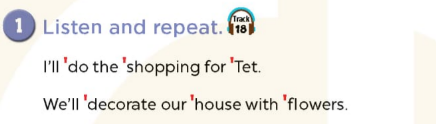 1 Listen and repeat. Track 18
I'll 'do the 'shopping for 'Tet.
We'll 'decorate our 'house with 'flowers.